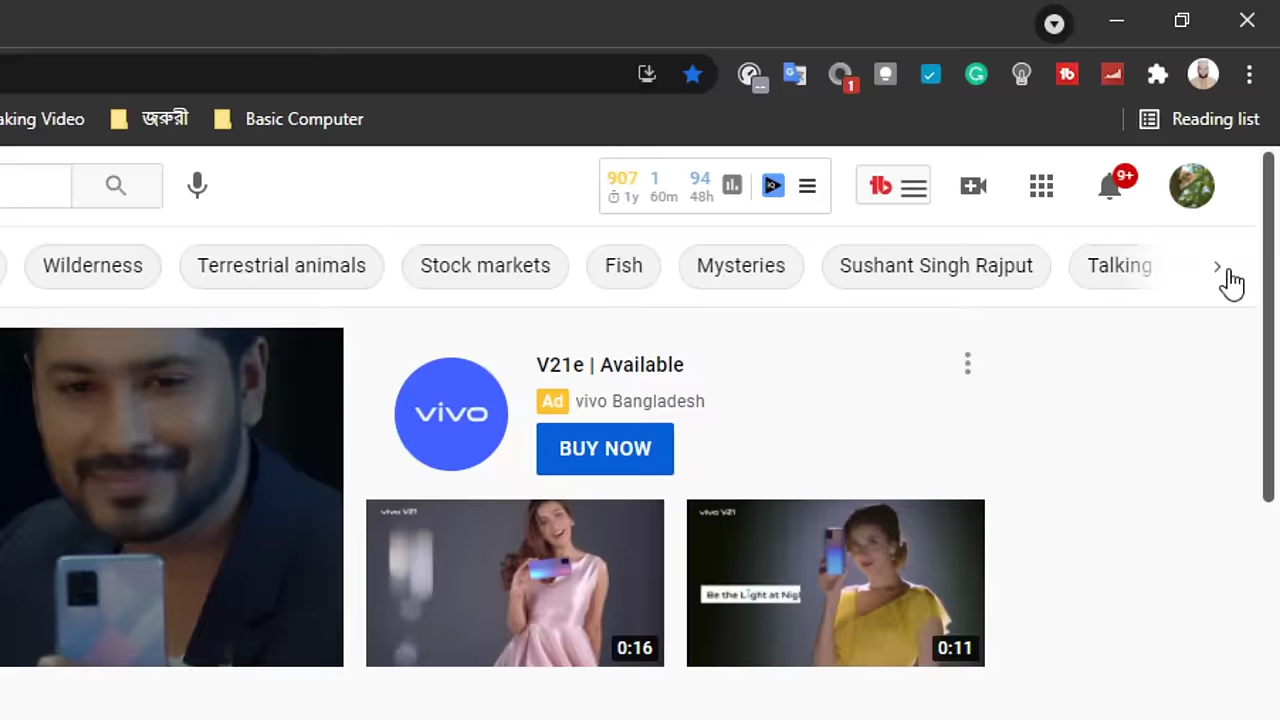 1
aking Video জরুরী Basic Computer Reading list
907 1 94
1y 60m 48h
9+
Wilderness Terrestrial animals Stock markets Fish Mysteries Sushant Singh Rajput Talking
V21e | Available
vivo
Ad vivo Bangladesh
BUY NOW
vivo V21
vivo V21
Be the Light at Nigh
0:16
0:11